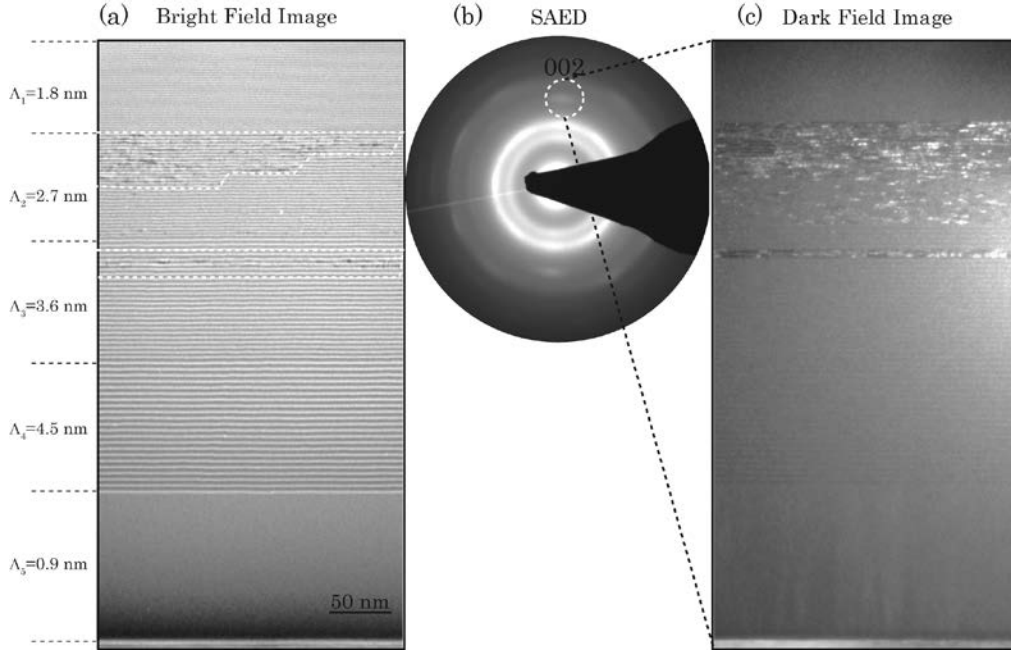 (a) Bright Field Image
(b) SAED
(c) Dark Field Image
002
Λ₁=1.8 nm
Λ₂=2.7 nm
Λ₃=3.6 nm
Λ₄=4.5 nm
Λ₅=0.9 nm
50 nm